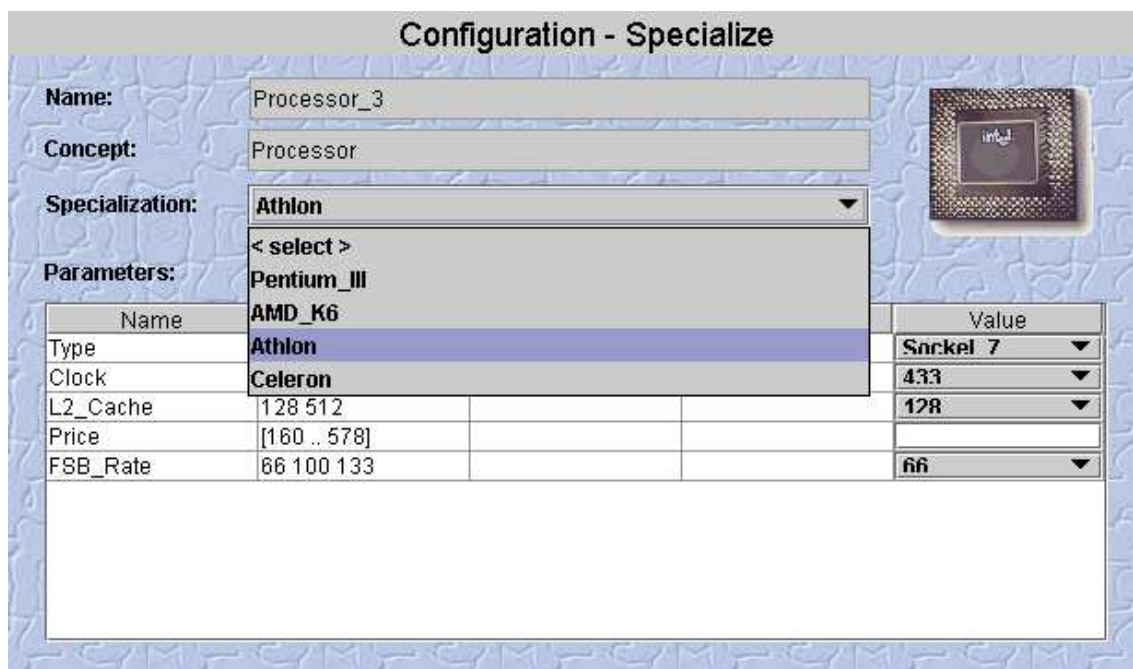 Configuration - Specialize
Name: Processor_3
intel
Concept: Processor
Specialization: Athlon
< select >
Parameters: Pentium_III
AMD_K6
Name Value
Athlon
Type Sockel_7
Clock 433
Celeron
L2_Cache 128 512 128
Price [160 .. 578]
FSB_Rate 66 100 133 66